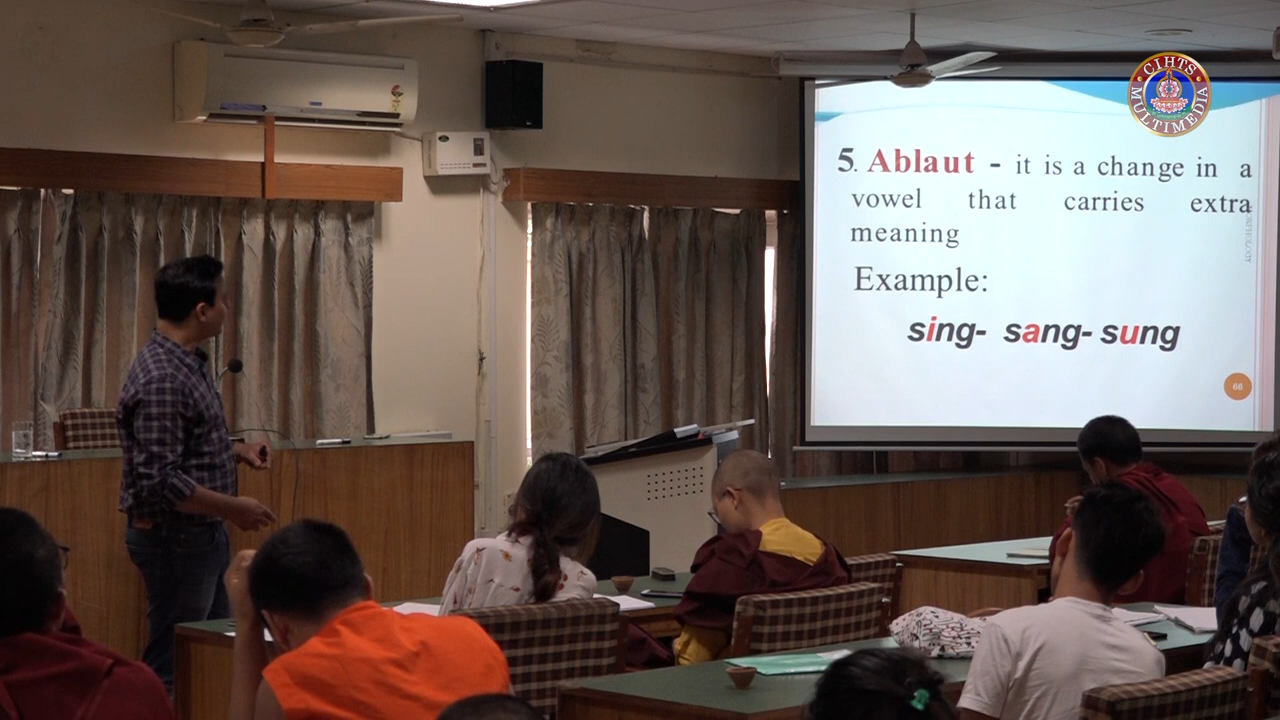 CIHTS
MULTIMEDIA
5. Ablaut - it is a change in a
vowel that carries extra
meaning
Example:
sing- sang- sung
66